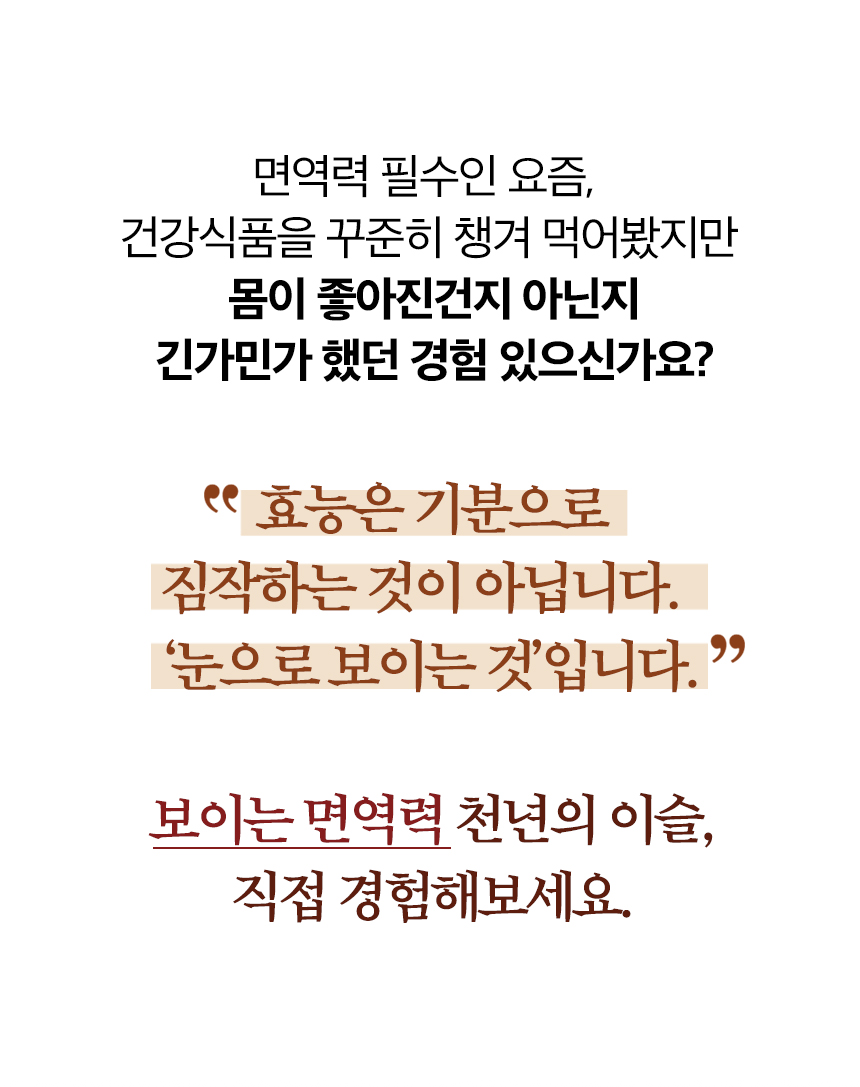 면역력 필수인 요즘,
건강식품을 꾸준히 챙겨 먹어봤지만
몸이 좋아진건지 아닌지
긴가민가 했던 경험 있으신가요?
“효능은 기분으로
짐작하는 것이 아닙니다.
‘눈으로 보이는 것’입니다.”
보이는 면역력 천년의 이슬,
직접 경험해보세요.